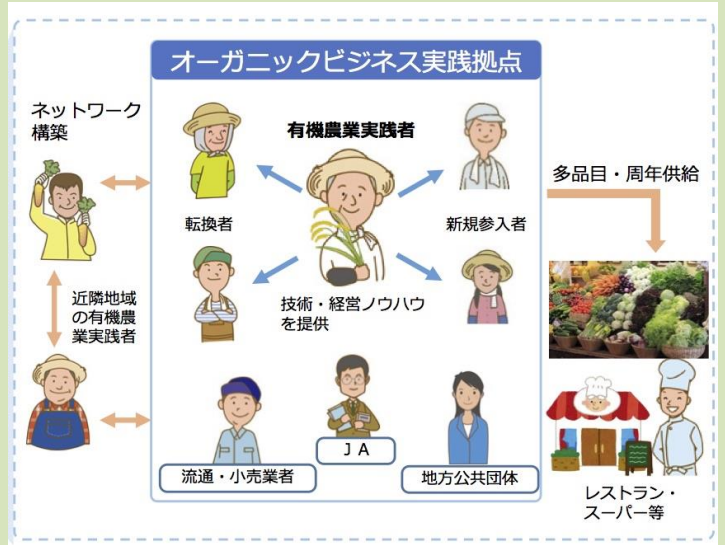 オーガニックビジネス実践拠点
ネットワーク
構築
有機農業実践者
多品目・周年供給
転換者
新規参入者
近隣地域
の有機農
業実践者
技術・経営ノウハウ
を提供
ＪＡ
流通・小売業者
地方公共団体
レストラン・
スーパー等